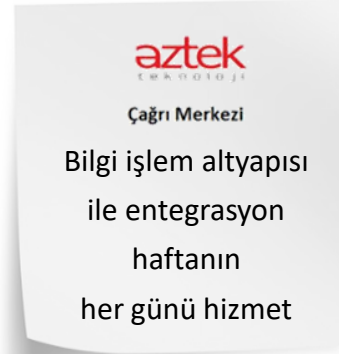 aztek
teknoloji
Çağrı Merkezi
Bilgi işlem altyapısı
ile entegrasyon
haftanın
her günü hizmet